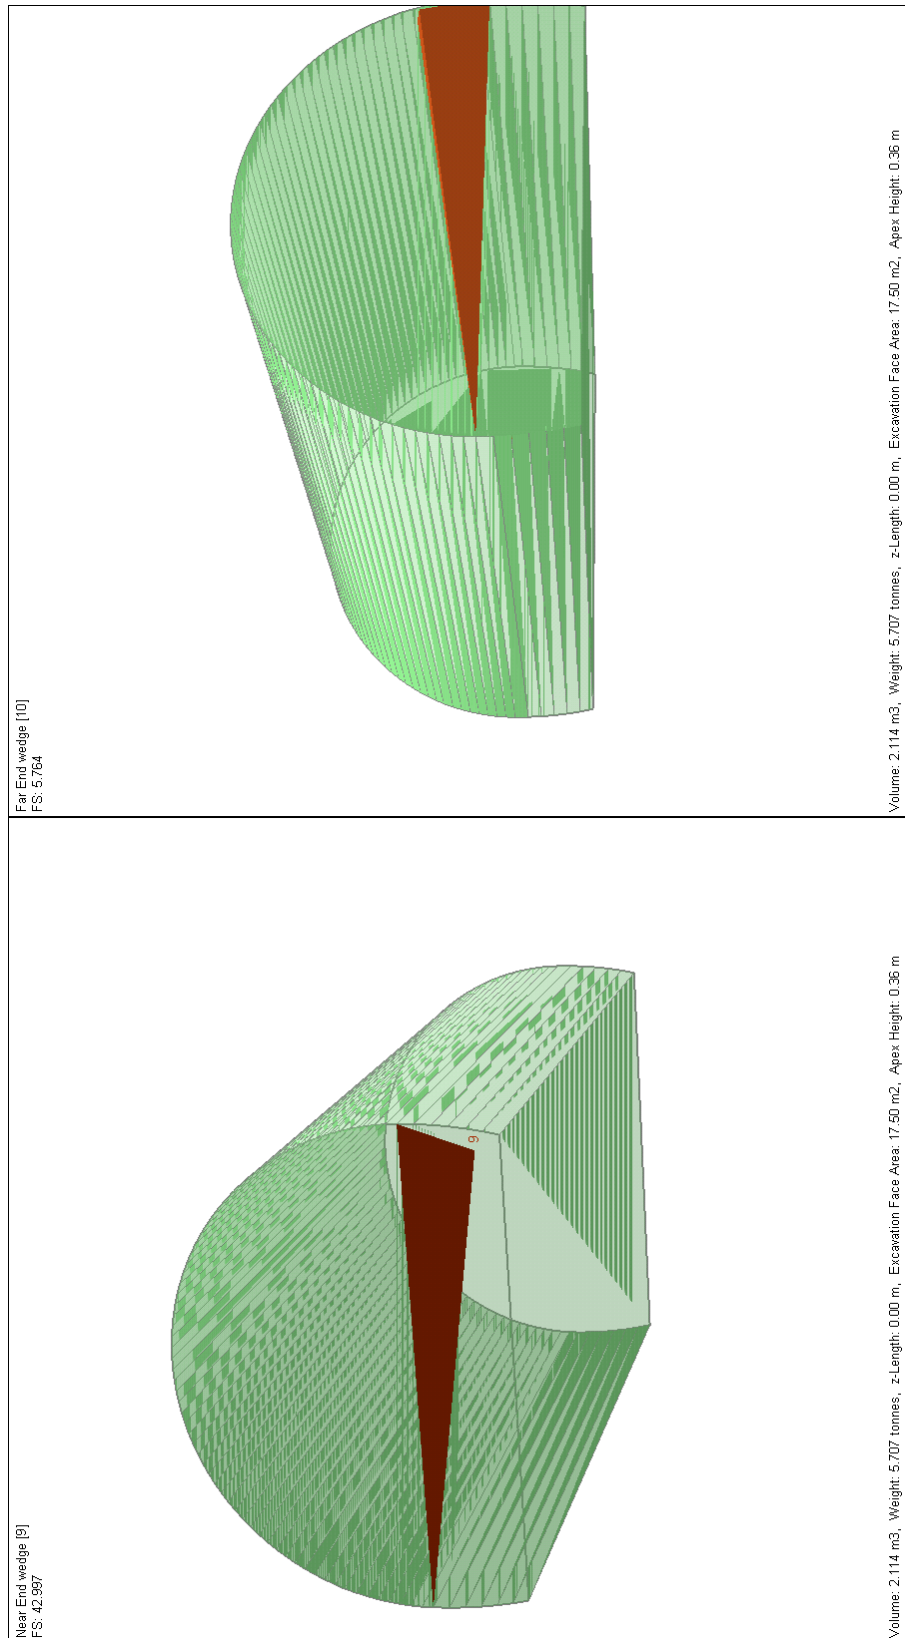 Near End wedge [9]
FS: 42.997
9
Volume: 2.114 m3, Weight: 5.707 tonnes, z-Length: 0.00 m, Excavation Face Area: 17.50 m2, Apex Height: 0.36 m
Far End wedge [10]
FS: 5.764
Volume: 2.114 m3, Weight: 5.707 tonnes, z-Length: 0.00 m, Excavation Face Area: 17.50 m2, Apex Height: 0.36 m